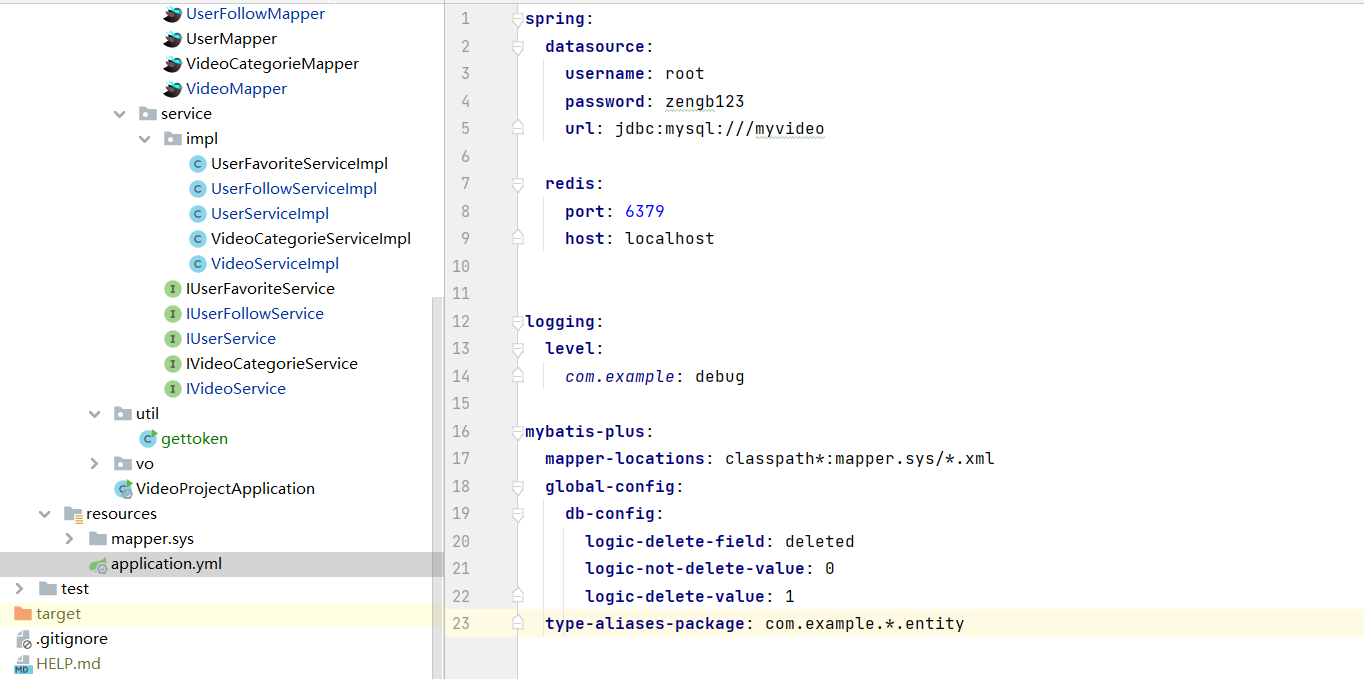 UserFollowMapper
UserMapper
VideoCategorieMapper
VideoMapper
service
impl
UserFavoriteServiceImpl
UserFollowServiceImpl
UserServiceImpl
VideoCategorieServiceImpl
VideoServiceImpl
IUserFavoriteService
IUserFollowService
IUserService
IVideoCategorieService
IVideoService
util
gettoken
vo
VideoProjectApplication
resources
mapper.sys
application.yml
test
target
.gitignore
HELP.md
1 spring:
2 datasource:
3 username: root
4 password: zengb123
5 url: jdbc:mysql:///myvideo
6
7 redis:
8 port: 6379
9 host: localhost
10
11
12 logging:
13 level:
14 com.example: debug
15
16 mybatis-plus:
17 mapper-locations: classpath*:mapper.sys/*.xml
18 global-config:
19 db-config:
20 logic-delete-field: deleted
21 logic-not-delete-value: 0
22 logic-delete-value: 1
23 type-aliases-package: com.example.*.entity